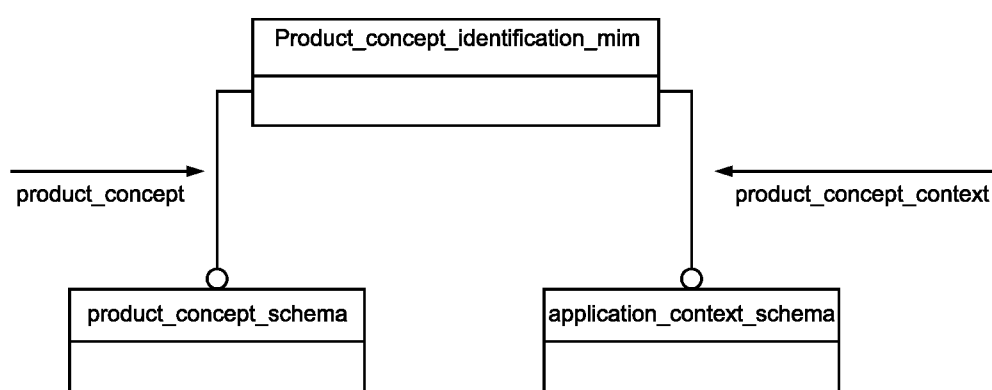 Product_concept_identification_mim
product_concept
product_concept_context
product_concept_schema
application_context_schema